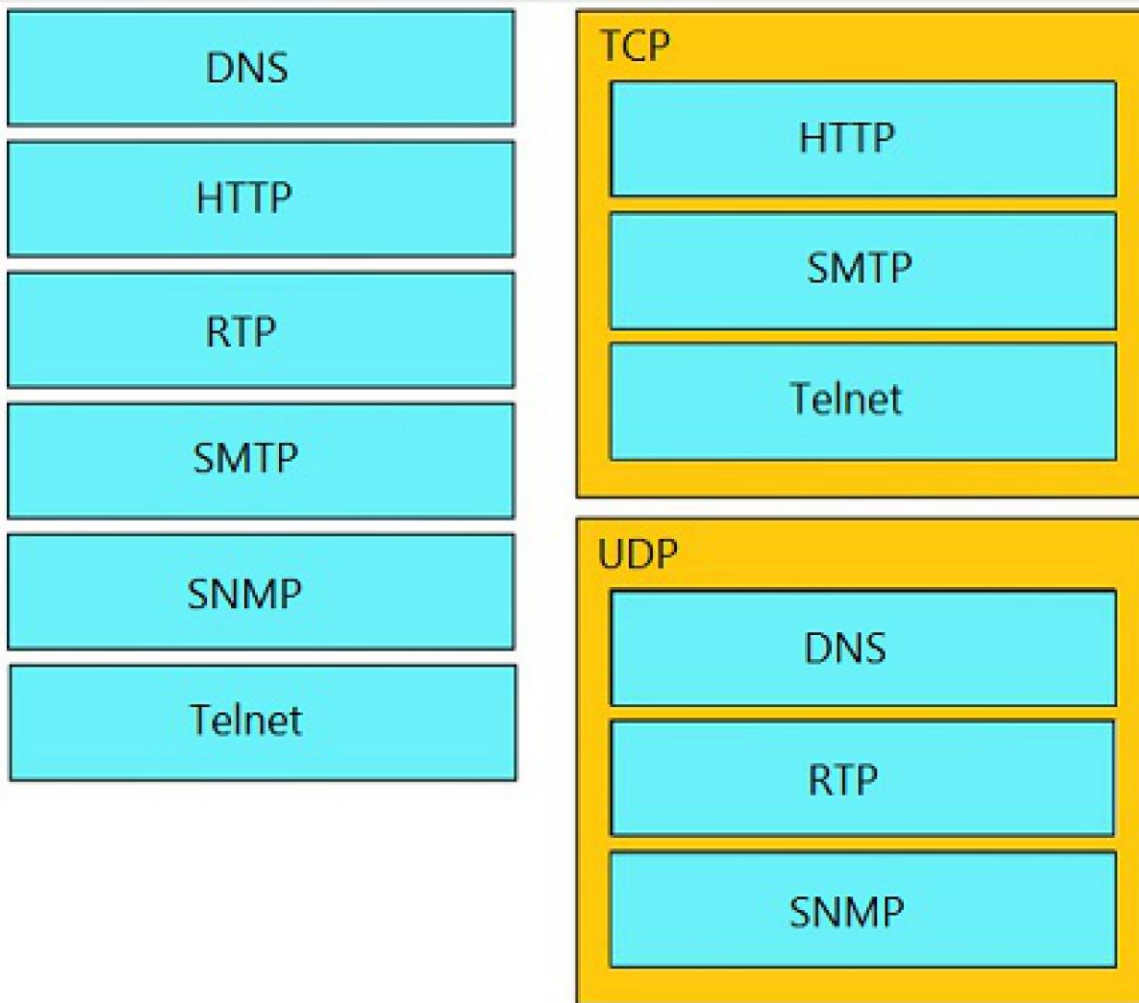 DNS
HTTP
RTP
SMTP
SNMP
Telnet
TCP
HTTP
SMTP
Telnet
UDP
DNS
RTP
SNMP